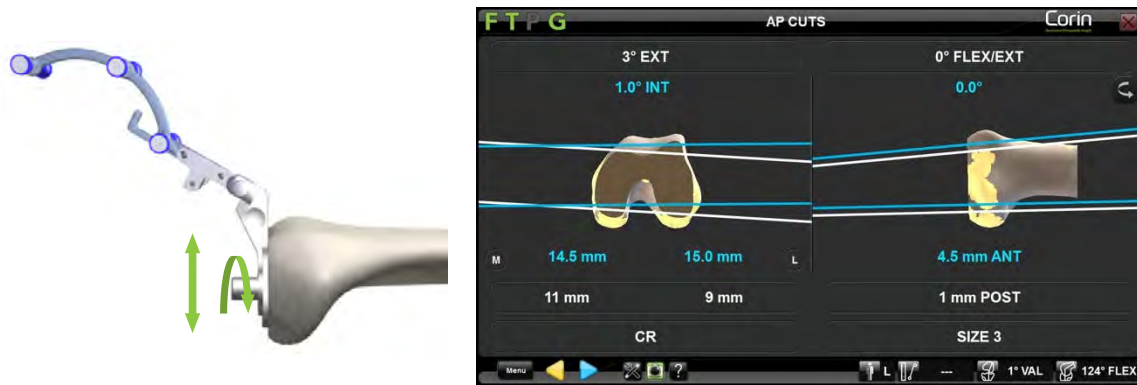 F T P G
AP CUTS
Corin
3° EXT
0° FLEX/EXT
1.0° INT
0.0°
M
14.5 mm
15.0 mm
L
4.5 mm ANT
11 mm
9 mm
1 mm POST
CR
SIZE 3
Menu
?
L
---
1° VAL
124° FLEX